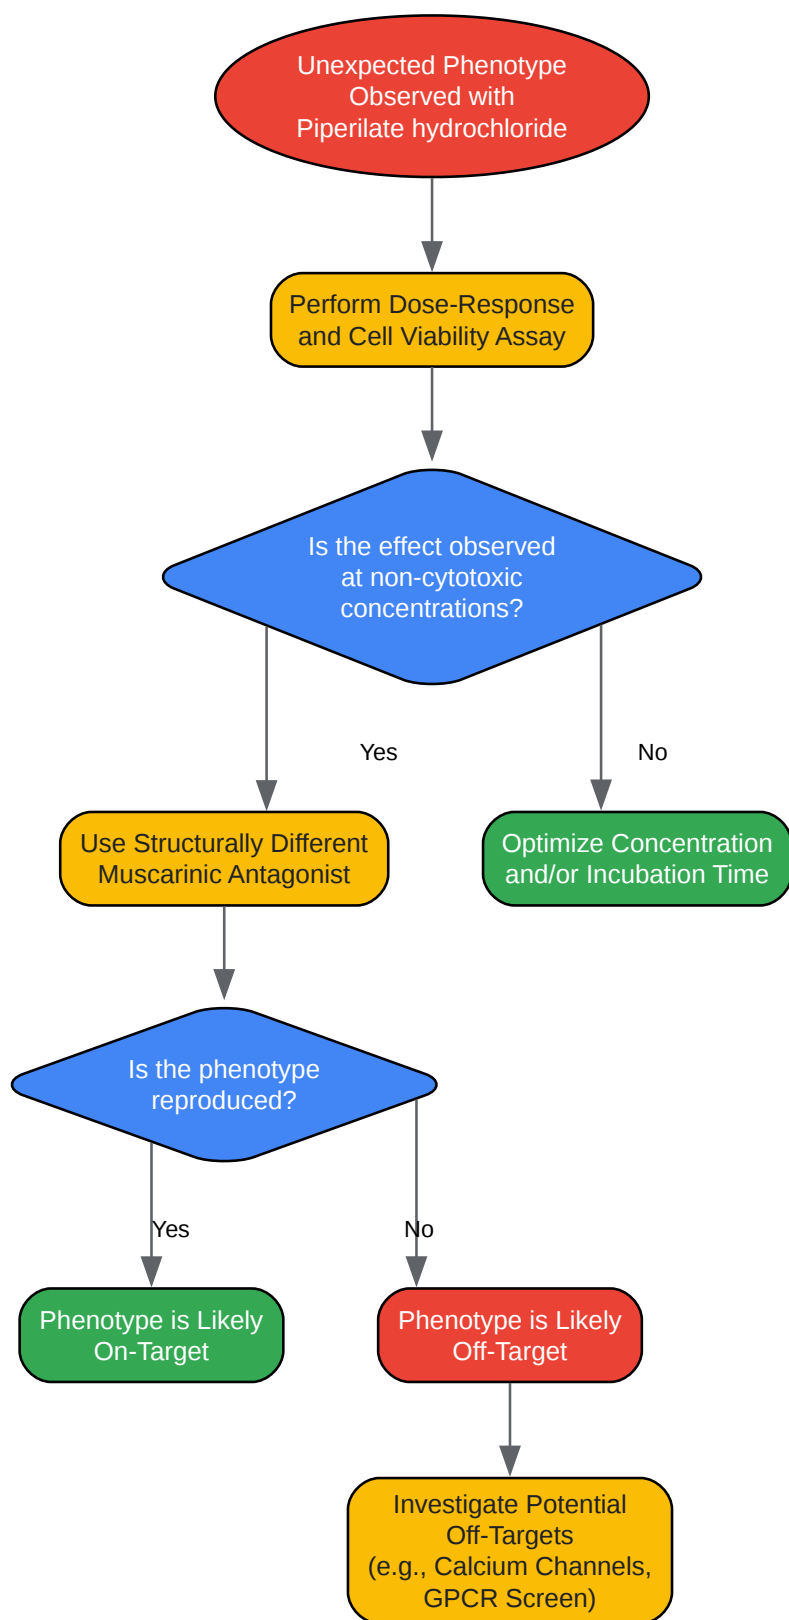 Unexpected Phenotype
Observed with
Piperilate hydrochloride
Perform Dose-Response
and Cell Viability Assay
Is the effect observed
at non-cytotoxic
concentrations?
Yes
No
Use Structurally Different
Muscarinic Antagonist
Optimize Concentration
and/or Incubation Time
Is the phenotype
reproduced?
Yes
No
Phenotype is Likely
On-Target
Phenotype is Likely
Off-Target
Investigate Potential
Off-Targets
(e.g., Calcium Channels,
GPCR Screen)